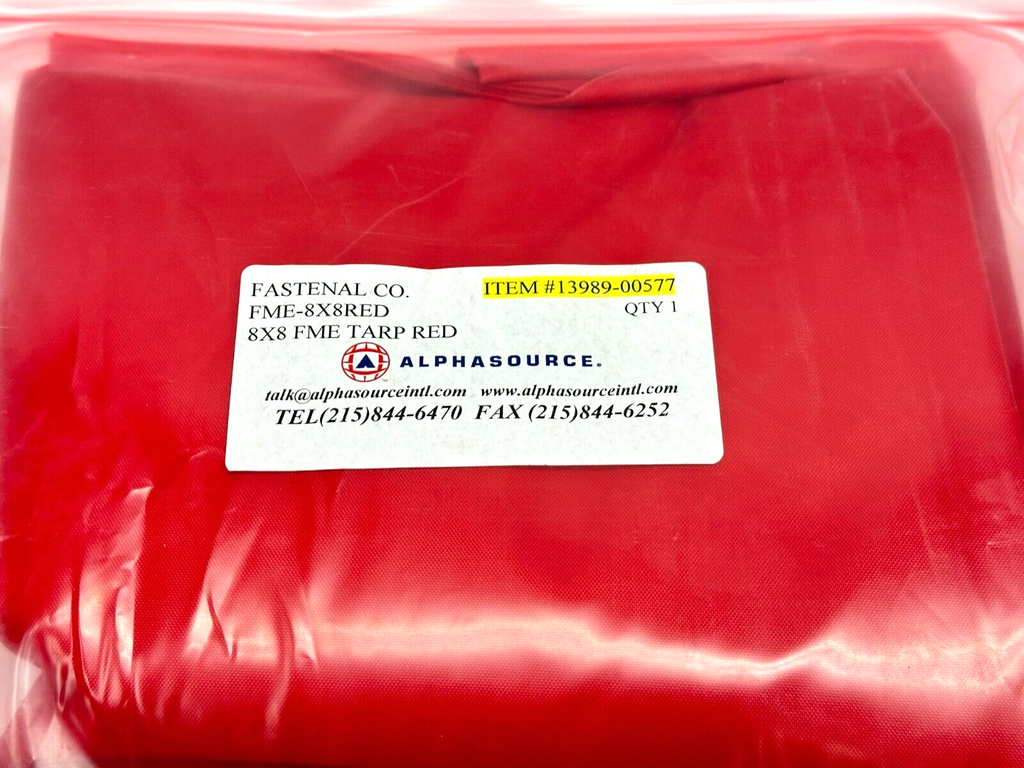 FASTENAL CO. ITEM #13989-00577
FME-8X8RED QTY 1
8X8 FME TARP RED
ALPHASOURCE.
talk@alphasourceintl.com www.alphasourceintl.com
TEL(215)844-6470 FAX (215)844-6252